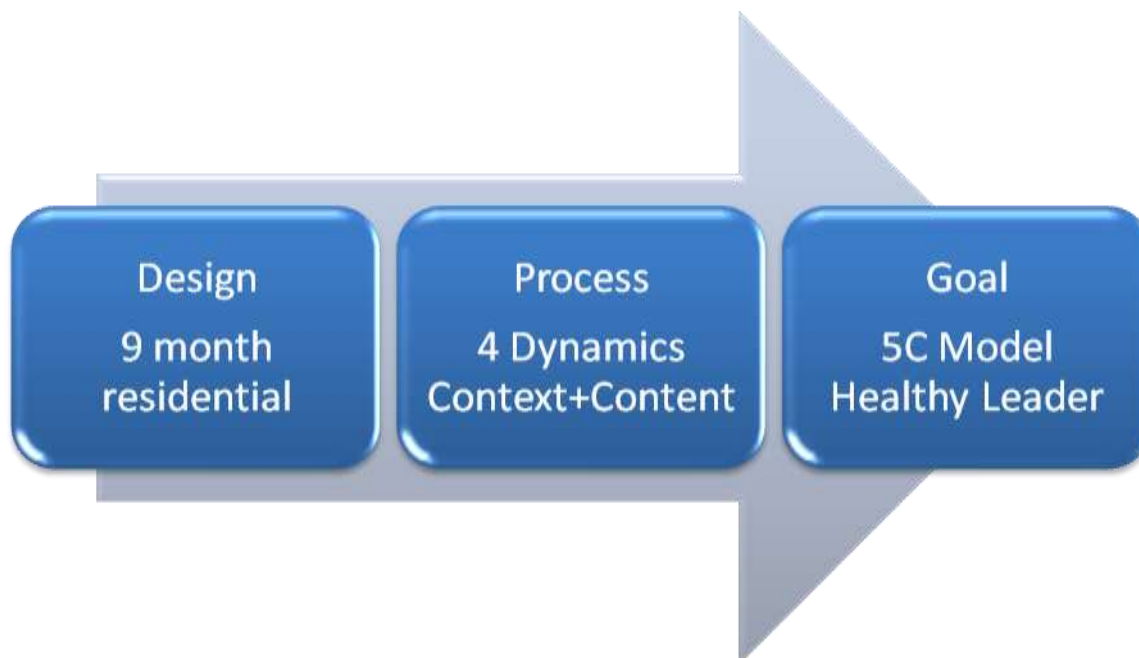 Design
9 month
residential
Process
4 Dynamics
Context+Content
Goal
5C Model
Healthy Leader